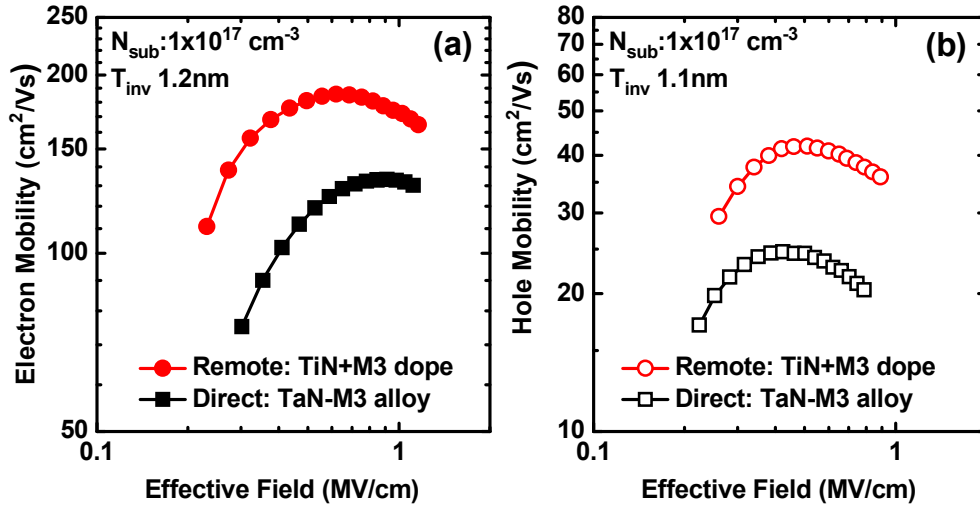 (a)
N_sub:1x10^17 cm^-3
T_inv 1.2nm
Electron Mobility (cm^2/Vs)
250
200
150
100
50
Remote: TiN+M3 dope
Direct: TaN-M3 alloy
0.1
1
Effective Field (MV/cm)
(b)
N_sub:1x10^17 cm^-3
T_inv 1.1nm
Hole Mobility (cm^2/Vs)
80
70
60
50
40
30
20
10
Remote: TiN+M3 dope
Direct: TaN-M3 alloy
0.1
1
Effective Field (MV/cm)